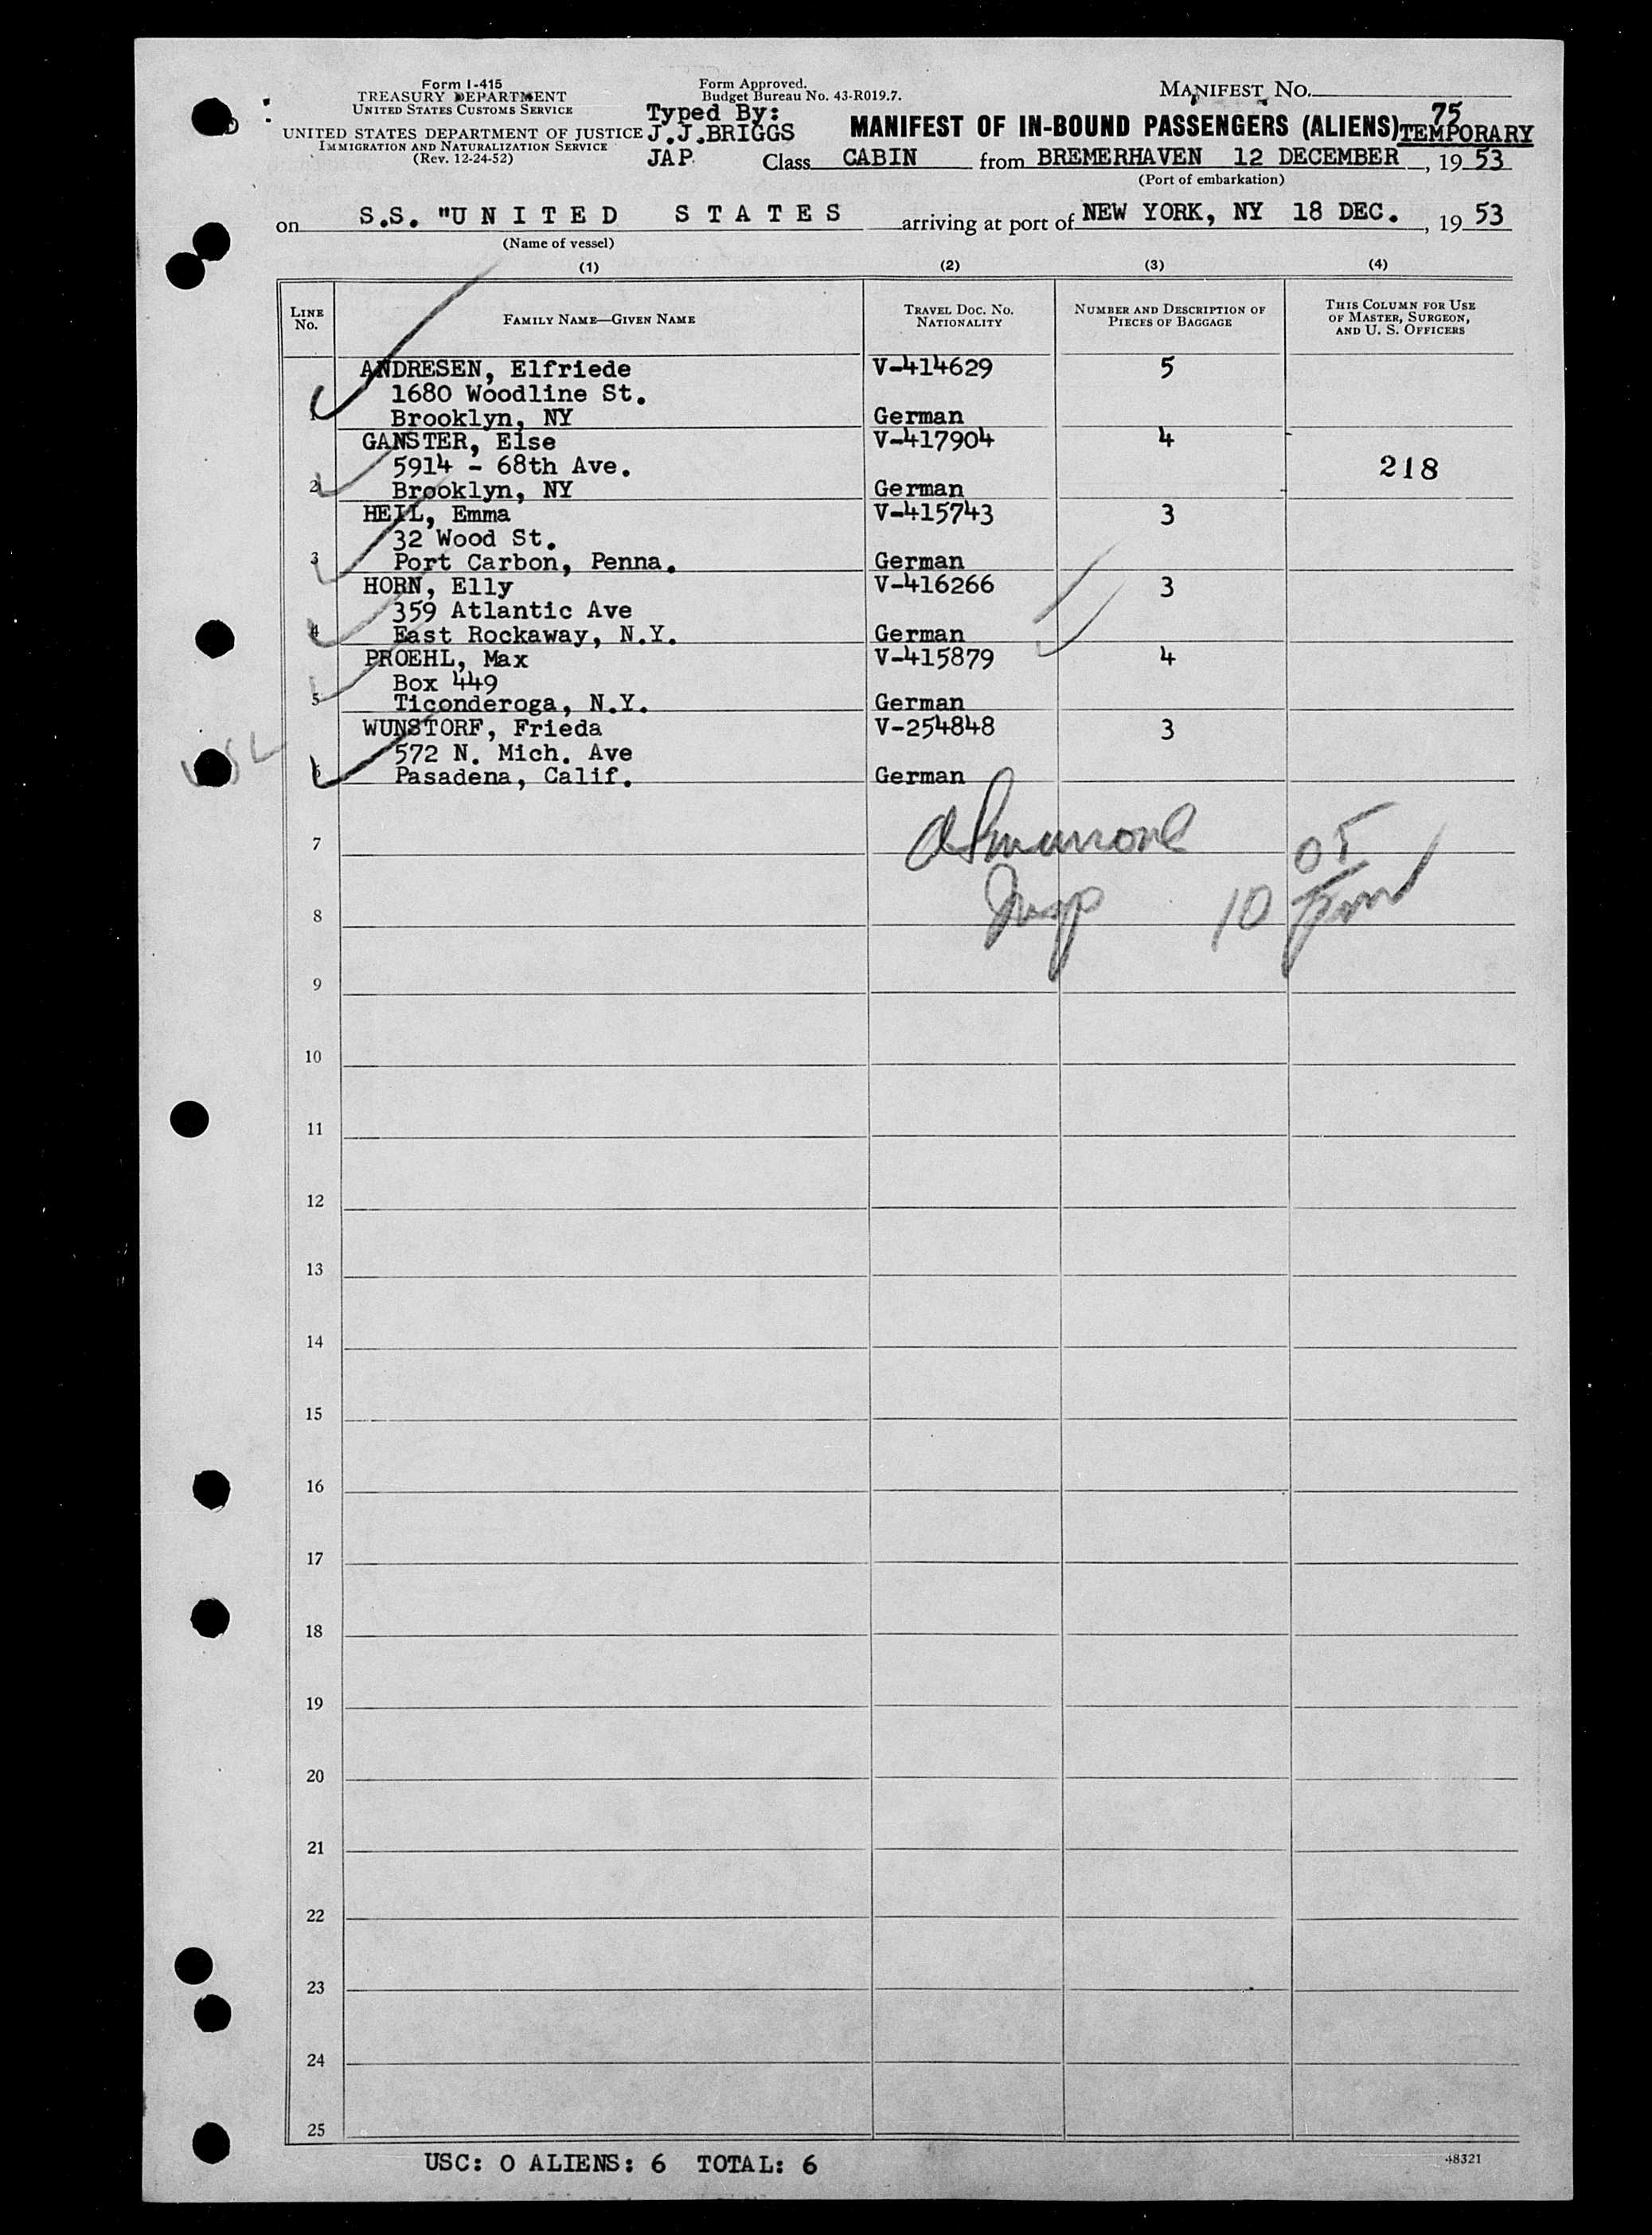 Form I-415
TREASURY DEPARTMENT
UNITED STATES CUSTOMS SERVICE
UNITED STATES DEPARTMENT OF JUSTICE
IMMIGRATION AND NATURALIZATION SERVICE
(Rev. 12-24-52)
Form Approved.
Budget Bureau No. 43-R019.7.
Typed By:
J.J.BRIGGS
JAP
MANIFEST NO.
75
MANIFEST OF IN-BOUND PASSENGERS (ALIENS) TEMPORARY
Class CABIN from BREMERHAVEN 12 DECEMBER, 19 53
(Port of embarkation)
on S.S. "UNITED STATES arriving at port of NEW YORK, NY 18 DEC., 19 53
(Name of vessel)
(1) (2) (3) (4)
LINE No. FAMILY NAME—GIVEN NAME TRAVEL DOC. NO. NATIONALITY NUMBER AND DESCRIPTION OF PIECES OF BAGGAGE THIS COLUMN FOR USE OF MASTER, SURGEON, AND U. S. OFFICERS
ANDRESEN, Elfriede V-414629 5
1680 Woodline St.
1 Brooklyn, NY German
GANSTER, Else V-417904 4
5914 - 68th Ave. 218
2 Brooklyn, NY German
HEIL, Emma V-415743 3
32 Wood St.
3 Port Carbon, Penna. German
HORN, Elly V-416266 3
359 Atlantic Ave
4 East Rockaway, N.Y. German
PROEHL, Max V-415879 4
Box 449
5 Ticonderoga, N.Y. German
WUNSTORF, Frieda V-254848 3
572 N. Mich. Ave
6 Pasadena, Calif. German
7
8 10 05
9
10
11
12
13
14
15
16
17
18
19
20
21
22
23
24
25
USC: 0 ALIENS: 6 TOTAL: 6
48321